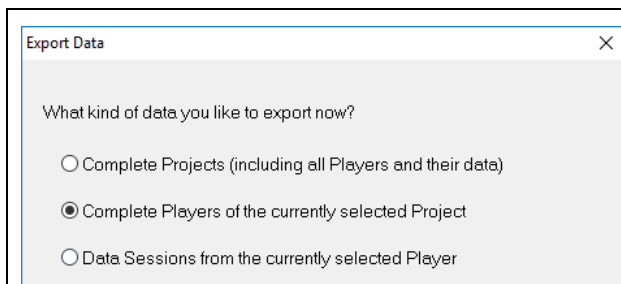 Export Data
What kind of data you like to export now?
Complete Projects (including all Players and their data)
Complete Players of the currently selected Project
Data Sessions from the currently selected Player